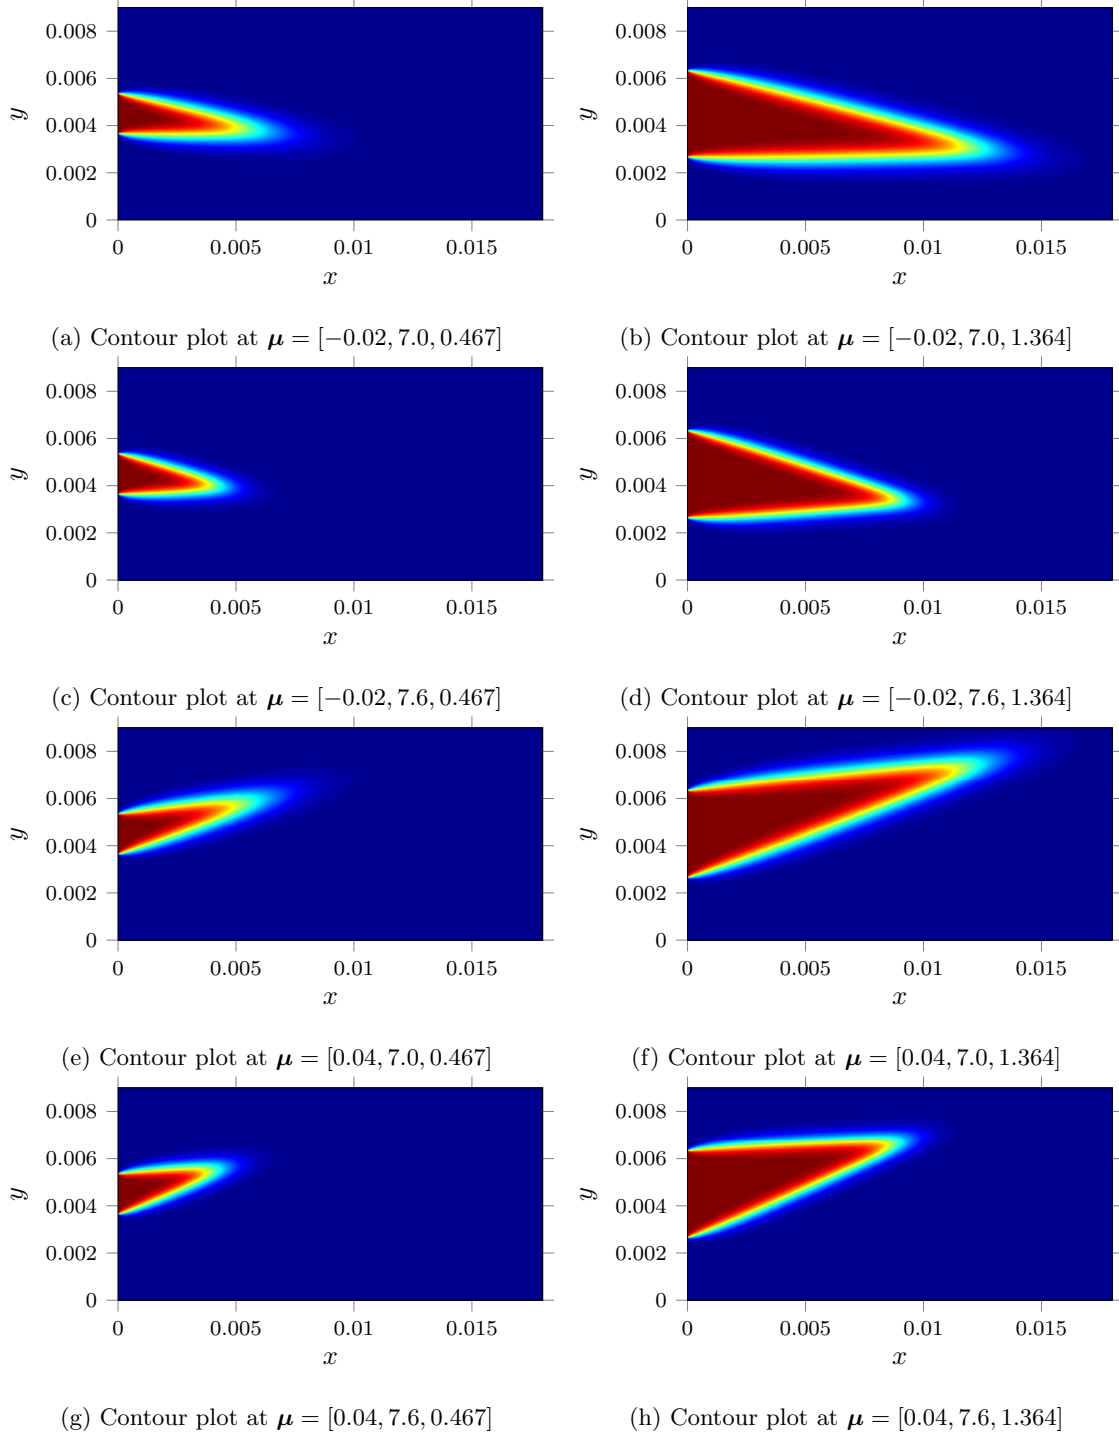 0.008
0.006
0.004
0.002
0
y
0 0.005 0.01 0.015
x
(a) Contour plot at μ = [−0.02, 7.0, 0.467]
0.008
0.006
0.004
0.002
0
y
0 0.005 0.01 0.015
x
(b) Contour plot at μ = [−0.02, 7.0, 1.364]
0.008
0.006
0.004
0.002
0
y
0 0.005 0.01 0.015
x
(c) Contour plot at μ = [−0.02, 7.6, 0.467]
0.008
0.006
0.004
0.002
0
y
0 0.005 0.01 0.015
x
(d) Contour plot at μ = [−0.02, 7.6, 1.364]
0.008
0.006
0.004
0.002
0
y
0 0.005 0.01 0.015
x
(e) Contour plot at μ = [0.04, 7.0, 0.467]
0.008
0.006
0.004
0.002
0
y
0 0.005 0.01 0.015
x
(f) Contour plot at μ = [0.04, 7.0, 1.364]
0.008
0.006
0.004
0.002
0
y
0 0.005 0.01 0.015
x
(g) Contour plot at μ = [0.04, 7.6, 0.467]
0.008
0.006
0.004
0.002
0
y
0 0.005 0.01 0.015
x
(h) Contour plot at μ = [0.04, 7.6, 1.364]